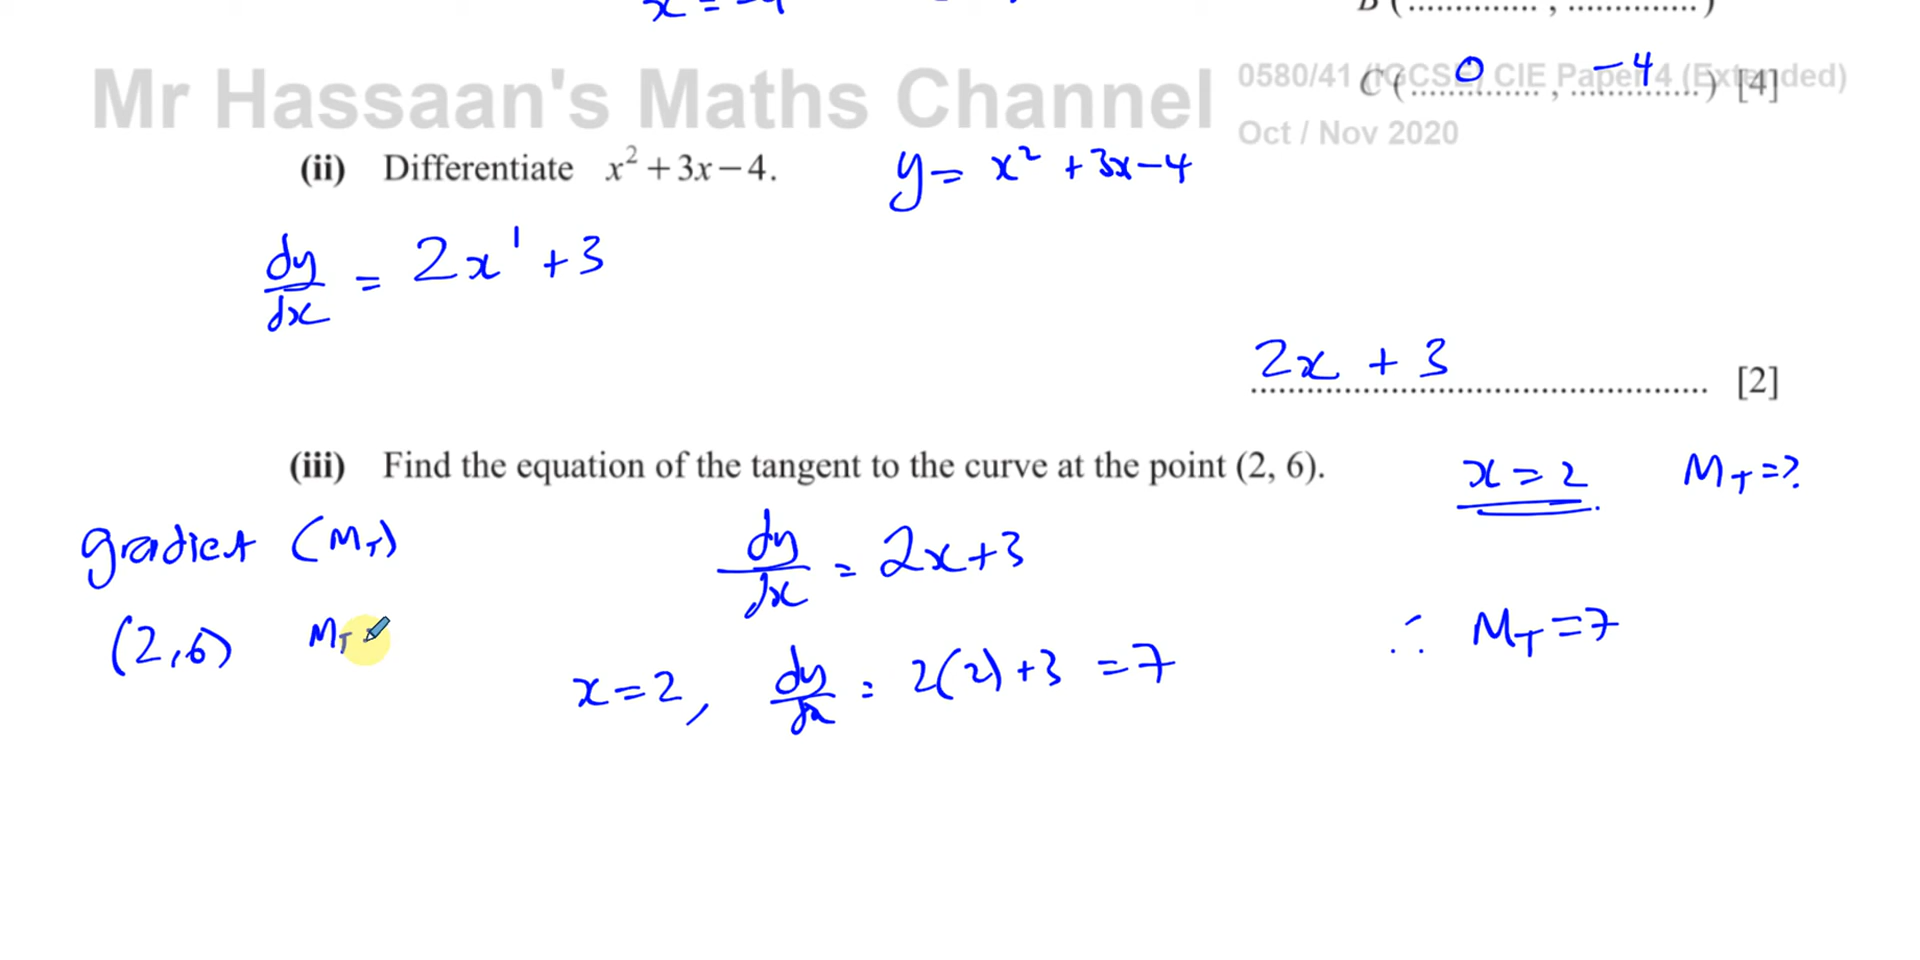 x = -4
B (.............. , ..............)
Mr Hassaan's Maths Channel
0580/41 (IGCSE) CIE Paper 4 (Extended)
Oct / Nov 2020
C (..... 0 ..... , ..... -4 .....) [4]
(ii) Differentiate x² + 3x − 4.
y = x² + 3x − 4
dy/dx = 2x¹ + 3
2x + 3 [2]
(iii) Find the equation of the tangent to the curve at the point (2, 6).
x = 2 M_T = ?
gradient (M_T)
dy/dx = 2x + 3
(2,6) M_T =
x = 2, dy/dx = 2(2) + 3 = 7
∴ M_T = 7